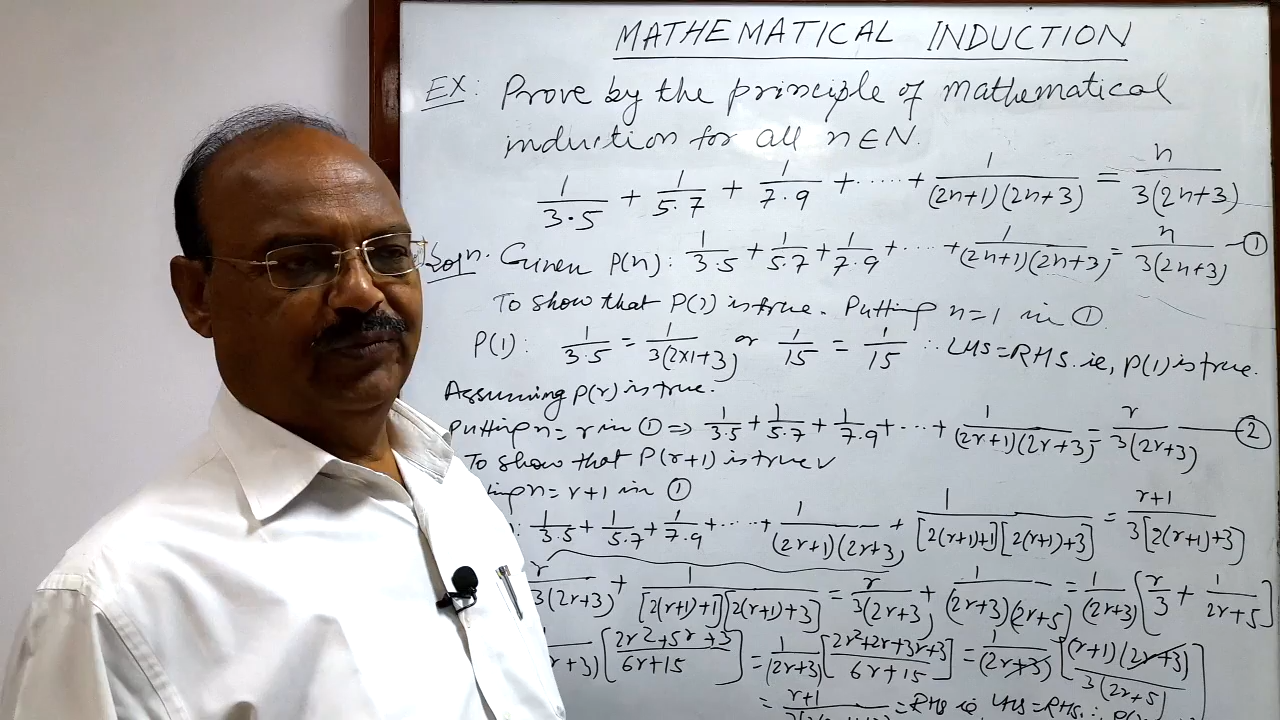 MATHEMATICAL INDUCTION
EX: Prove by the principle of mathematical
induction for all n∈N.
1/(3·5) + 1/(5·7) + 1/(7·9) + ····· + 1/((2n+1)(2n+3)) = n/(3(2n+3))
Solⁿ. Given P(n): 1/(3·5) + 1/(5·7) + 1/(7·9) + ···· + 1/((2n+1)(2n+3)) = n/(3(2n+3)) —①
To show that P(1) is true. Putting n=1 in ①.
P(1): 1/(3·5) = 1/(3(2×1+3)) or 1/15 = 1/15 ∴ LHS=RHS. ie, P(1) is true.
Assuming P(r) is true.
Putting n=r in ① ⇒ 1/(3·5) + 1/(5·7) + 1/(7·9) + ···· + 1/((2r+1)(2r+3)) = r/(3(2r+3)) —②
To show that P(r+1) is true
n=r+1 in ①
: 1/(3·5) + 1/(5·7) + 1/(7·9) + ····· + 1/((2r+1)(2r+3)) + 1/([2(r+1)+1][2(r+1)+3]) = (r+1)/(3[2(r+1)+3])
r/(3(2r+3)) + 1/([2(r+1)+1][2(r+1)+3]) = r/(3(2r+3)) + 1/((2r+3)(2r+5)) = 1/(2r+3) [r/3 + 1/(2r+5)]
r+3) [(2r²+5r+3)/(6r+15)] = 1/(2r+3) [(2r²+2r+3r+3)/(6r+15)] = 1/(2r+3) [(r+1)(2r+3)/(3(2r+5))]
= r+1 = RHS ie LHS=RHS. ∴